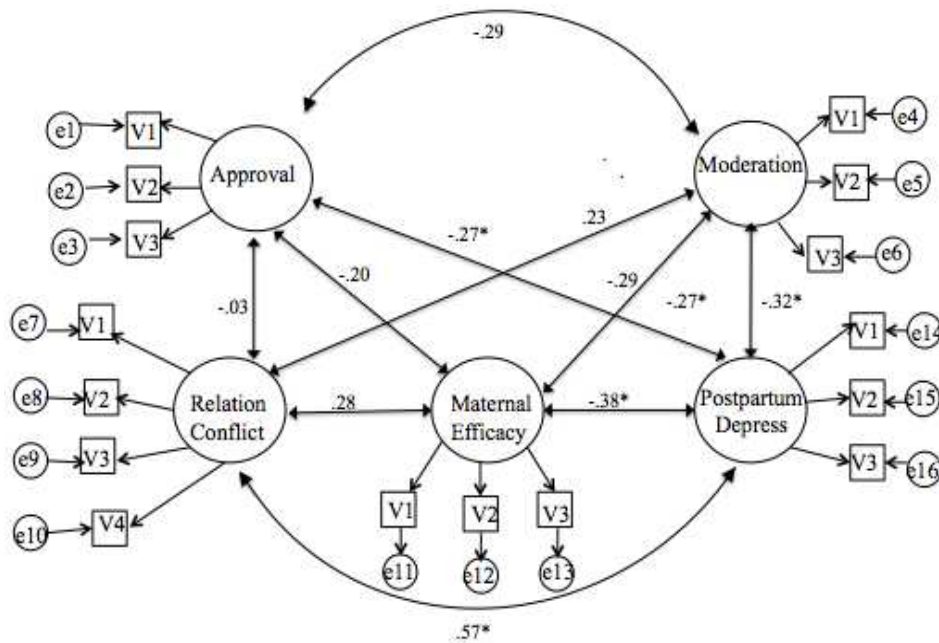 -.29
e1
V1
Approval
Moderation
V1
e4
e2
V2
V2
e5
e3
V3
-.27*
.23
V3
e6
-.20
-.29
-.03
-.27*
-.32*
e7
V1
V1
e14
e8
V2
Relation
Conflict
.28
Maternal
Efficacy
-.38*
Postpartum
Depress
V2
e15
e9
V3
V3
e16
e10
V4
V1
V2
V3
e11
e12
e13
.57*